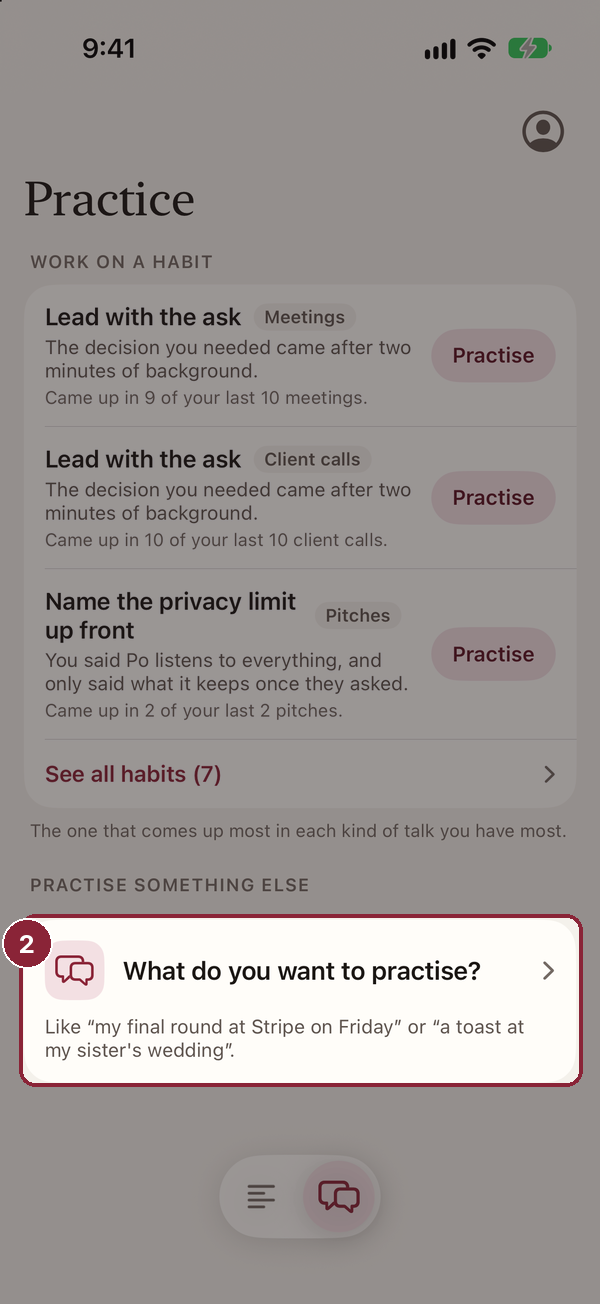 9:41
Practice
WORK ON A HABIT
Lead with the ask Meetings
The decision you needed came after two
minutes of background.
Came up in 9 of your last 10 meetings.
Practise
Lead with the ask Client calls
The decision you needed came after two
minutes of background.
Came up in 10 of your last 10 client calls.
Practise
Name the privacy limit
up front
Pitches
You said Po listens to everything, and
only said what it keeps once they asked.
Came up in 2 of your last 2 pitches.
Practise
See all habits (7)
The one that comes up most in each kind of talk you have most.
PRACTISE SOMETHING ELSE
2
What do you want to practise?
Like “my final round at Stripe on Friday” or “a toast at
my sister's wedding”.